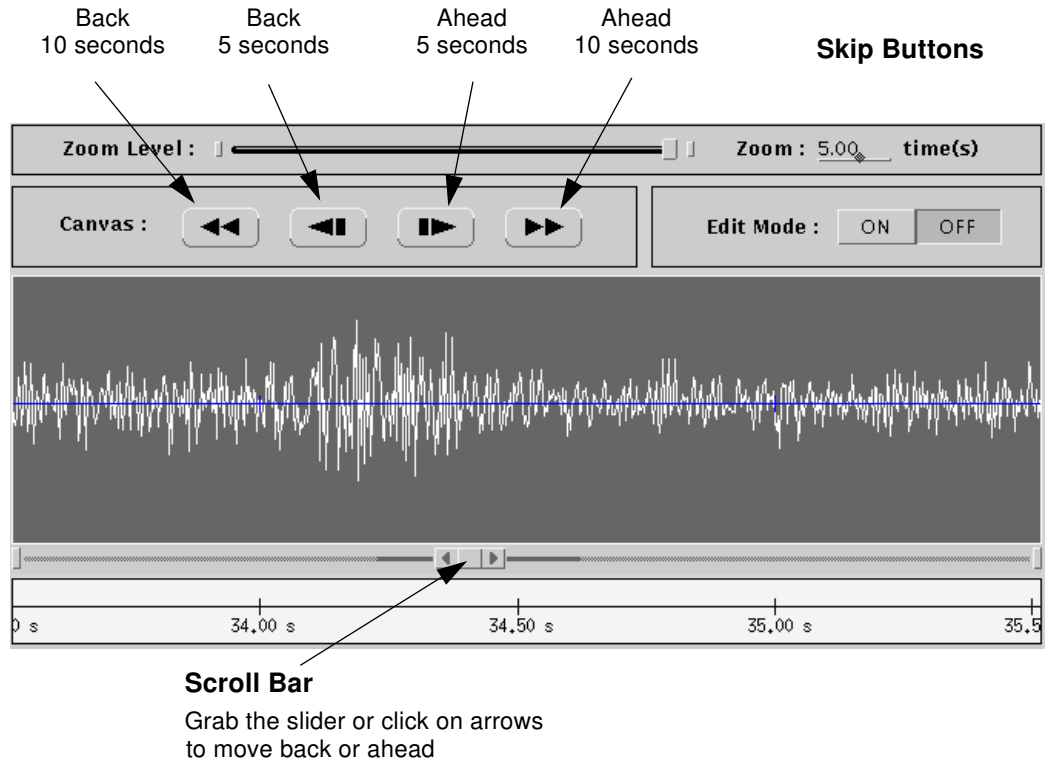 Back Back Ahead Ahead
10 seconds 5 seconds 5 seconds 10 seconds
Skip Buttons
Zoom Level : Zoom : 5.00 time(s)
Canvas : Edit Mode : ON OFF
34.00 s 34.50 s 35.00 s 35.5
Scroll Bar
Grab the slider or click on arrows
to move back or ahead